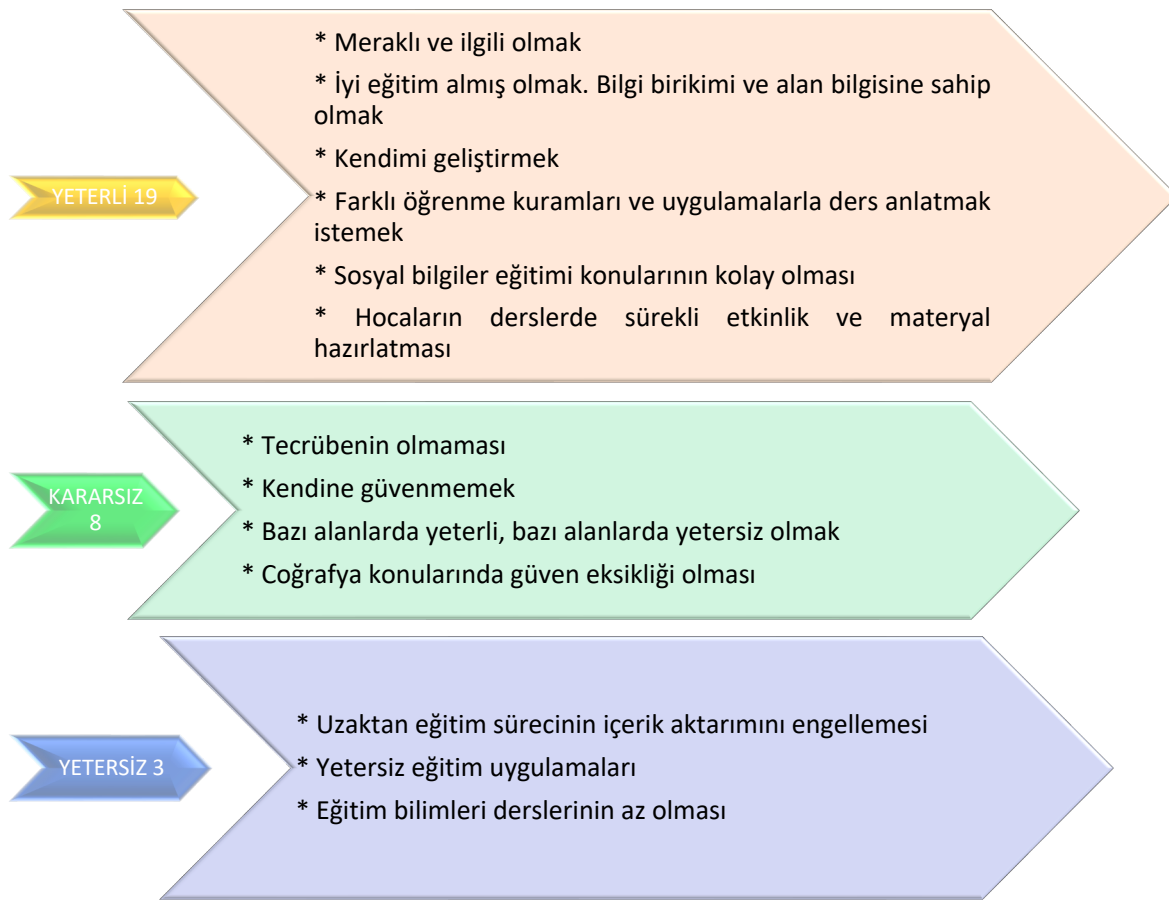 YETERLİ 19
* Meraklı ve ilgili olmak
* İyi eğitim almış olmak. Bilgi birikimi ve alan bilgisine sahip
olmak
* Kendimi geliştirmek
* Farklı öğrenme kuramları ve uygulamalarla ders anlatmak
istemek
* Sosyal bilgiler eğitimi konularının kolay olması
* Hocaların derslerde sürekli etkinlik ve materyal
hazırlatması
KARARSIZ
8
* Tecrübenin olmaması
* Kendine güvenmemek
* Bazı alanlarda yeterli, bazı alanlarda yetersiz olmak
* Coğrafya konularında güven eksikliği olması
YETERSİZ 3
* Uzaktan eğitim sürecinin içerik aktarımını engellemesi
* Yetersiz eğitim uygulamaları
* Eğitim bilimleri derslerinin az olması